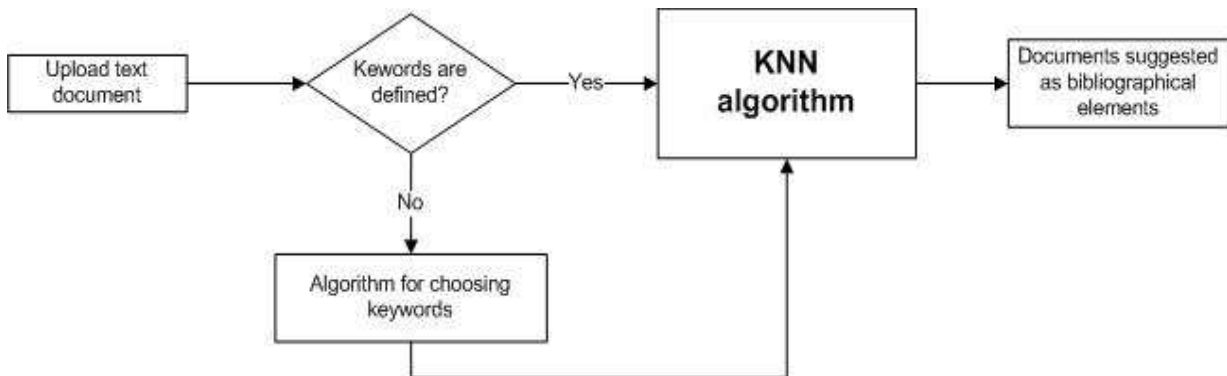 Upload text
document
Kewords are
defined?
Yes
KNN
algorithm
Documents suggested
as bibliographical
elements
No
Algorithm for choosing
keywords